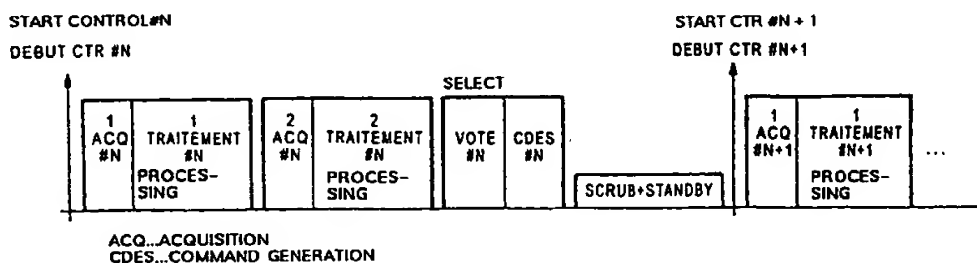 START CONTROL#N
DEBUT CTR #N
START CTR #N + 1
DEBUT CTR #N+1
SELECT
1
ACQ
#N
1
TRAITEMENT
#N
PROCES-
SING
2
ACQ
#N
2
TRAITEMENT
#N
PROCES-
SING
VOTE
#N
CDES
#N
SCRUB+STANDBY
1
ACQ
#N+1
1
TRAITEMENT
#N+1
PROCES-
SING
...
ACQ...ACQUISITION
CDES...COMMAND GENERATION